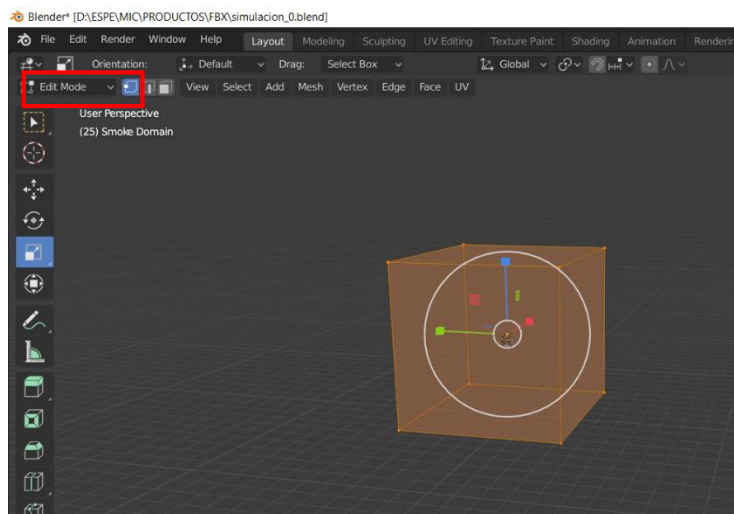 Blender* [D:\ESPE\MIC\PRODUCTOS\FBX\simulacion_0.blend]
File Edit Render Window Help Layout Modeling Sculpting UV Editing Texture Paint Shading Animation Renderin
Orientation: Default Drag: Select Box Global
Edit Mode View Select Add Mesh Vertex Edge Face UV
User Perspective
(25) Smoke Domain